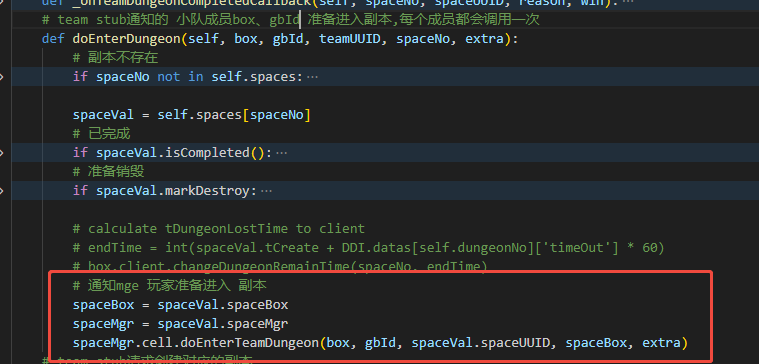 def _onTeamDungeonCompletedCallback(self, spaceNo, spaceUUID, reason, win):…
# team stub通知的 小队成员box、gbId 准备进入副本,每个成员都会调用一次
def doEnterDungeon(self, box, gbId, teamUUID, spaceNo, extra):
# 副本不存在
if spaceNo not in self.spaces:…
spaceVal = self.spaces[spaceNo]
# 已完成
if spaceVal.isCompleted():…
# 准备销毁
if spaceVal.markDestroy:…
# calculate tDungeonLostTime to client
# endTime = int(spaceVal.tCreate + DDI.datas[self.dungeonNo]['timeOut'] * 60)
# box.client.changeDungeonRemainTime(spaceNo, endTime)
# 通知mge 玩家准备进入 副本
spaceBox = spaceVal.spaceBox
spaceMgr = spaceVal.spaceMgr
spaceMgr.cell.doEnterTeamDungeon(box, gbId, spaceVal.spaceUUID, spaceBox, extra)
# team stub请求创建对应的副本